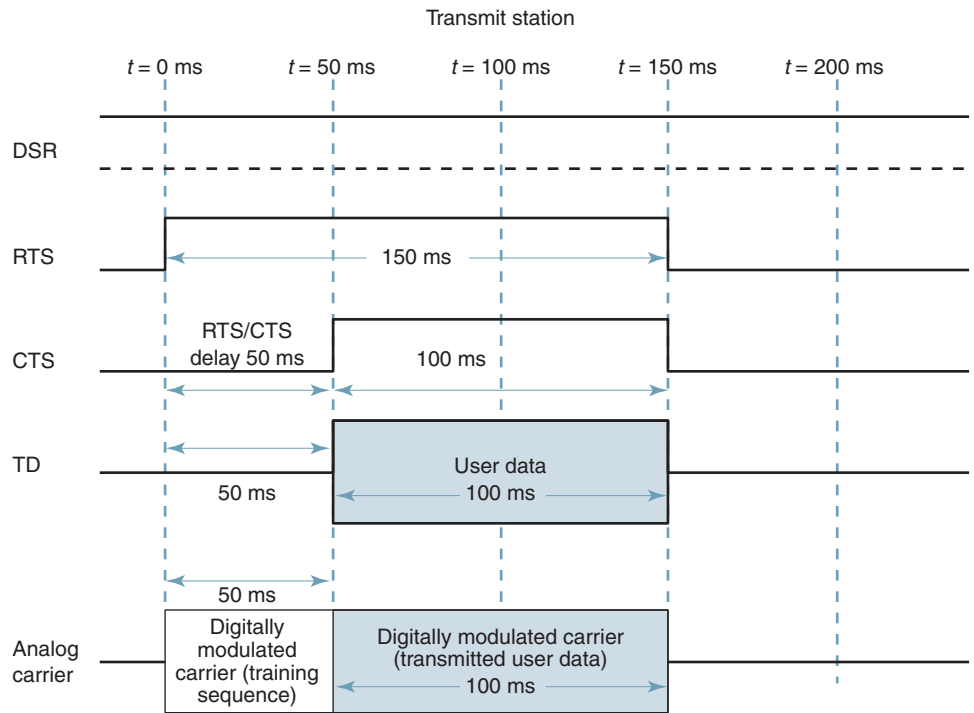 Transmit station
t = 0 ms
t = 50 ms
t = 100 ms
t = 150 ms
t = 200 ms
DSR
RTS
150 ms
CTS
RTS/CTS
delay 50 ms
100 ms
TD
50 ms
User data
100 ms
50 ms
Analog
carrier
Digitally
modulated
carrier (training
sequence)
Digitally modulated carrier
(transmitted user data)
100 ms